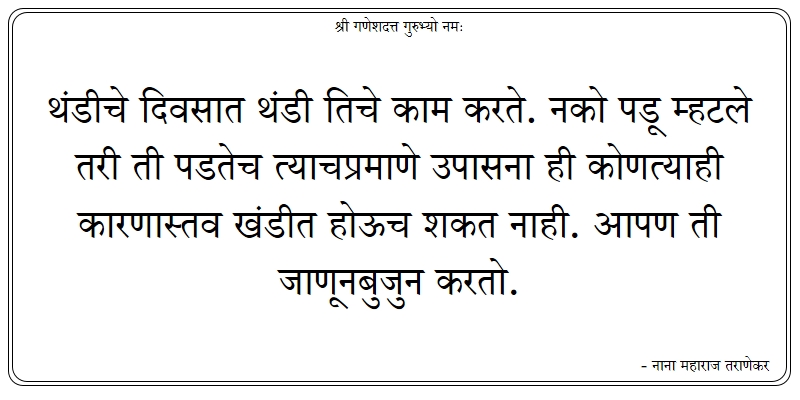 श्री गणेशदत्त गुरुभ्यो नमः
थंडीचे दिवसात थंडी तिचे काम करते. नको पडू म्हटले
तरी ती पडतेच त्याचप्रमाणे उपासना ही कोणत्याही
कारणास्तव खंडीत होऊच शकत नाही. आपण ती
जाणूनबुजुन करतो.
- नाना महाराज तराणेकर